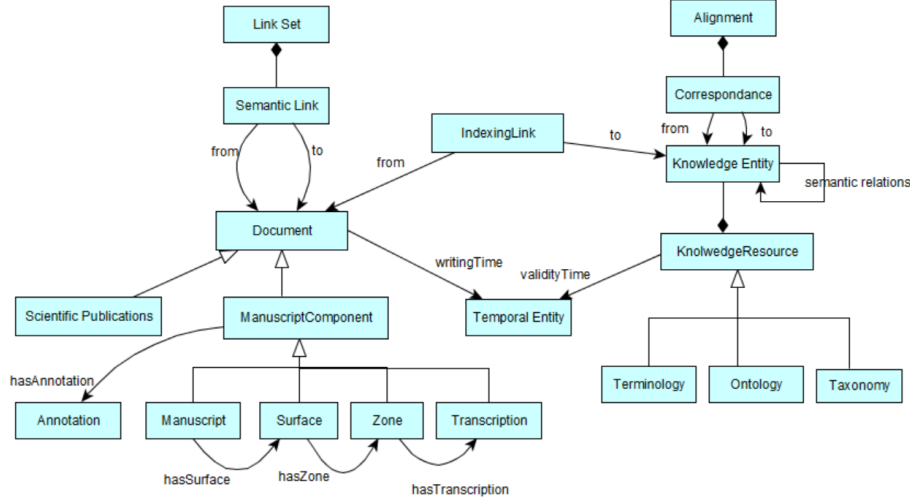 Link Set
Alignment
Semantic Link
Correspondance
IndexingLink
from
to
from
to
from
to
Knowledge Entity
semantic relations
Document
KnolwedgeResource
writingTime
validityTime
Scientific Publications
ManuscriptComponent
Temporal Entity
hasAnnotation
Terminology
Ontology
Taxonomy
Annotation
Manuscript
Surface
Zone
Transcription
hasSurface
hasZone
hasTranscription